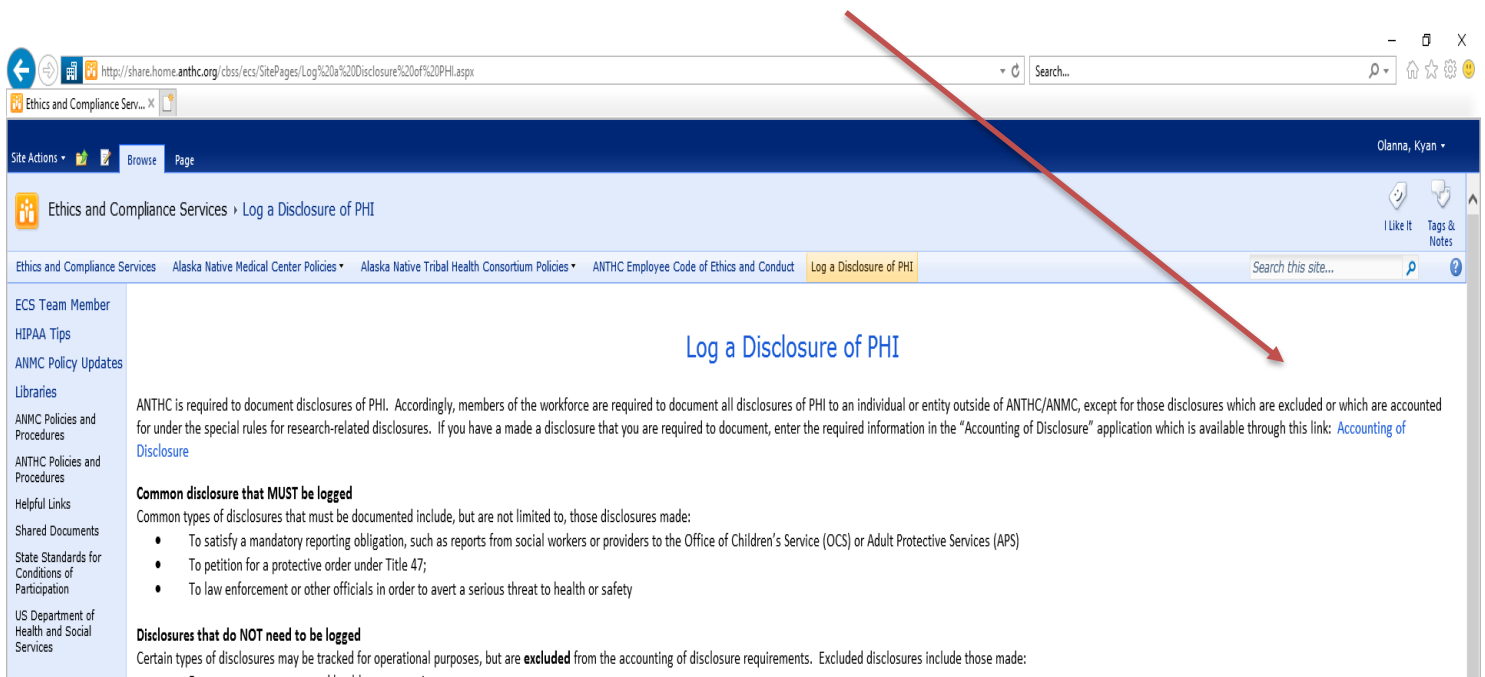 http://share.home.anthc.org/cbss/ecs/SitePages/Log%20a%20Disclosure%20of%20PHI.aspx
Search...
Ethics and Compliance Serv...
Olanna, Kyan
Site Actions
Browse
Page
Ethics and Compliance Services › Log a Disclosure of PHI
I Like It
Tags &
Notes
Ethics and Compliance Services
Alaska Native Medical Center Policies
Alaska Native Tribal Health Consortium Policies
ANTHC Employee Code of Ethics and Conduct
Log a Disclosure of PHI
Search this site...
ECS Team Member
HIPAA Tips
ANMC Policy Updates
Libraries
ANMC Policies and
Procedures
ANTHC Policies and
Procedures
Helpful Links
Shared Documents
State Standards for
Conditions of
Participation
US Department of
Health and Social
Services
Log a Disclosure of PHI
ANTHC is required to document disclosures of PHI. Accordingly, members of the workforce are required to document all disclosures of PHI to an individual or entity outside of ANTHC/ANMC, except for those disclosures which are excluded or which are accounted
for under the special rules for research-related disclosures. If you have a made a disclosure that you are required to document, enter the required information in the “Accounting of Disclosure” application which is available through this link: Accounting of
Disclosure
Common disclosure that MUST be logged
Common types of disclosures that must be documented include, but are not limited to, those disclosures made:
• To satisfy a mandatory reporting obligation, such as reports from social workers or providers to the Office of Children’s Service (OCS) or Adult Protective Services (APS)
• To petition for a protective order under Title 47;
• To law enforcement or other officials in order to avert a serious threat to health or safety
Disclosures that do NOT need to be logged
Certain types of disclosures may be tracked for operational purposes, but are excluded from the accounting of disclosure requirements. Excluded disclosures include those made: